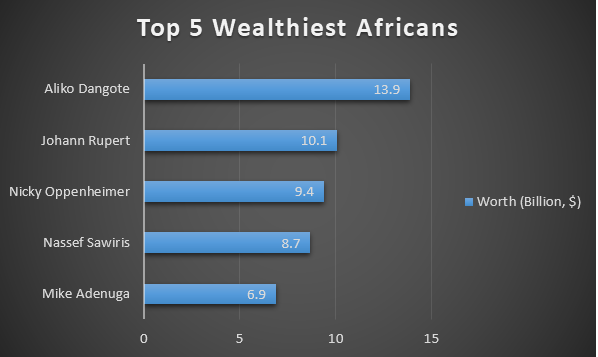 Top 5 Wealthiest Africans
Aliko Dangote 13.9
Johann Rupert 10.1
Nicky Oppenheimer 9.4
Worth (Billion, $)
Nassef Sawiris 8.7
Mike Adenuga 6.9
0 5 10 15